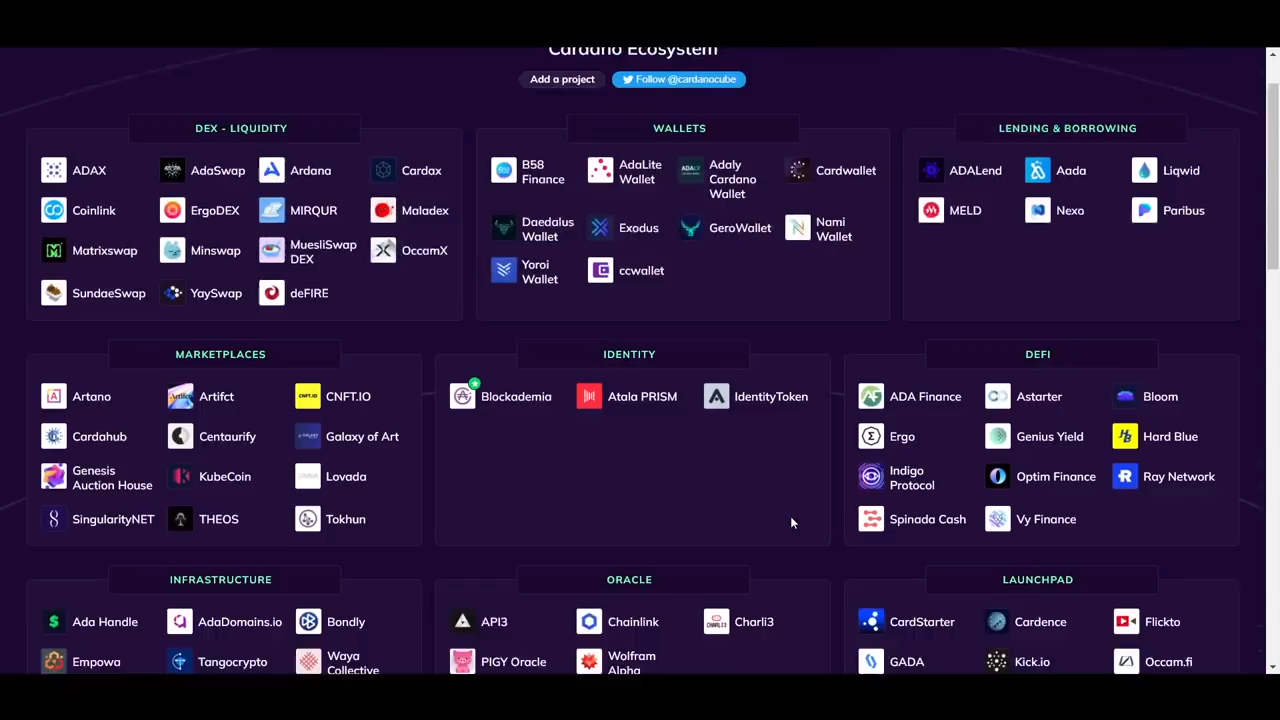 Cardano Ecosystem
Add a project
Follow @cardanocube
DEX - LIQUIDITY
ADAX
AdaSwap
Ardana
Cardax
Coinlink
ErgoDEX
MIRQUR
Maladex
Matrixswap
Minswap
MuesliSwap
DEX
OccamX
SundaeSwap
YaySwap
deFIRE
WALLETS
B58
Finance
AdaLite
Wallet
Adaly
Cardano
Wallet
Cardwallet
Daedalus
Wallet
Exodus
GeroWallet
Nami
Wallet
Yoroi
Wallet
ccwallet
LENDING & BORROWING
ADALend
Aada
Liqwid
MELD
Nexo
Paribus
MARKETPLACES
Artano
Artifct
CNFT.IO
CNFT.IO
Cardahub
Centaurify
Galaxy of Art
Genesis
Auction House
KubeCoin
Lovada
SingularityNET
THEOS
Tokhun
IDENTITY
Blockademia
Atala PRISM
IdentityToken
DEFI
ADA Finance
Astarter
Bloom
Ergo
Genius Yield
Hard Blue
Indigo
Protocol
Optim Finance
Ray Network
Spinada Cash
Vy Finance
INFRASTRUCTURE
Ada Handle
AdaDomains.io
Bondly
Empowa
Tangocrypto
Waya
Collective
ORACLE
API3
Chainlink
CHARLI3
Charli3
PIGY Oracle
Wolfram
Alpha
LAUNCHPAD
CardStarter
Cardence
Flickto
GADA
Kick.io
Occam.fi